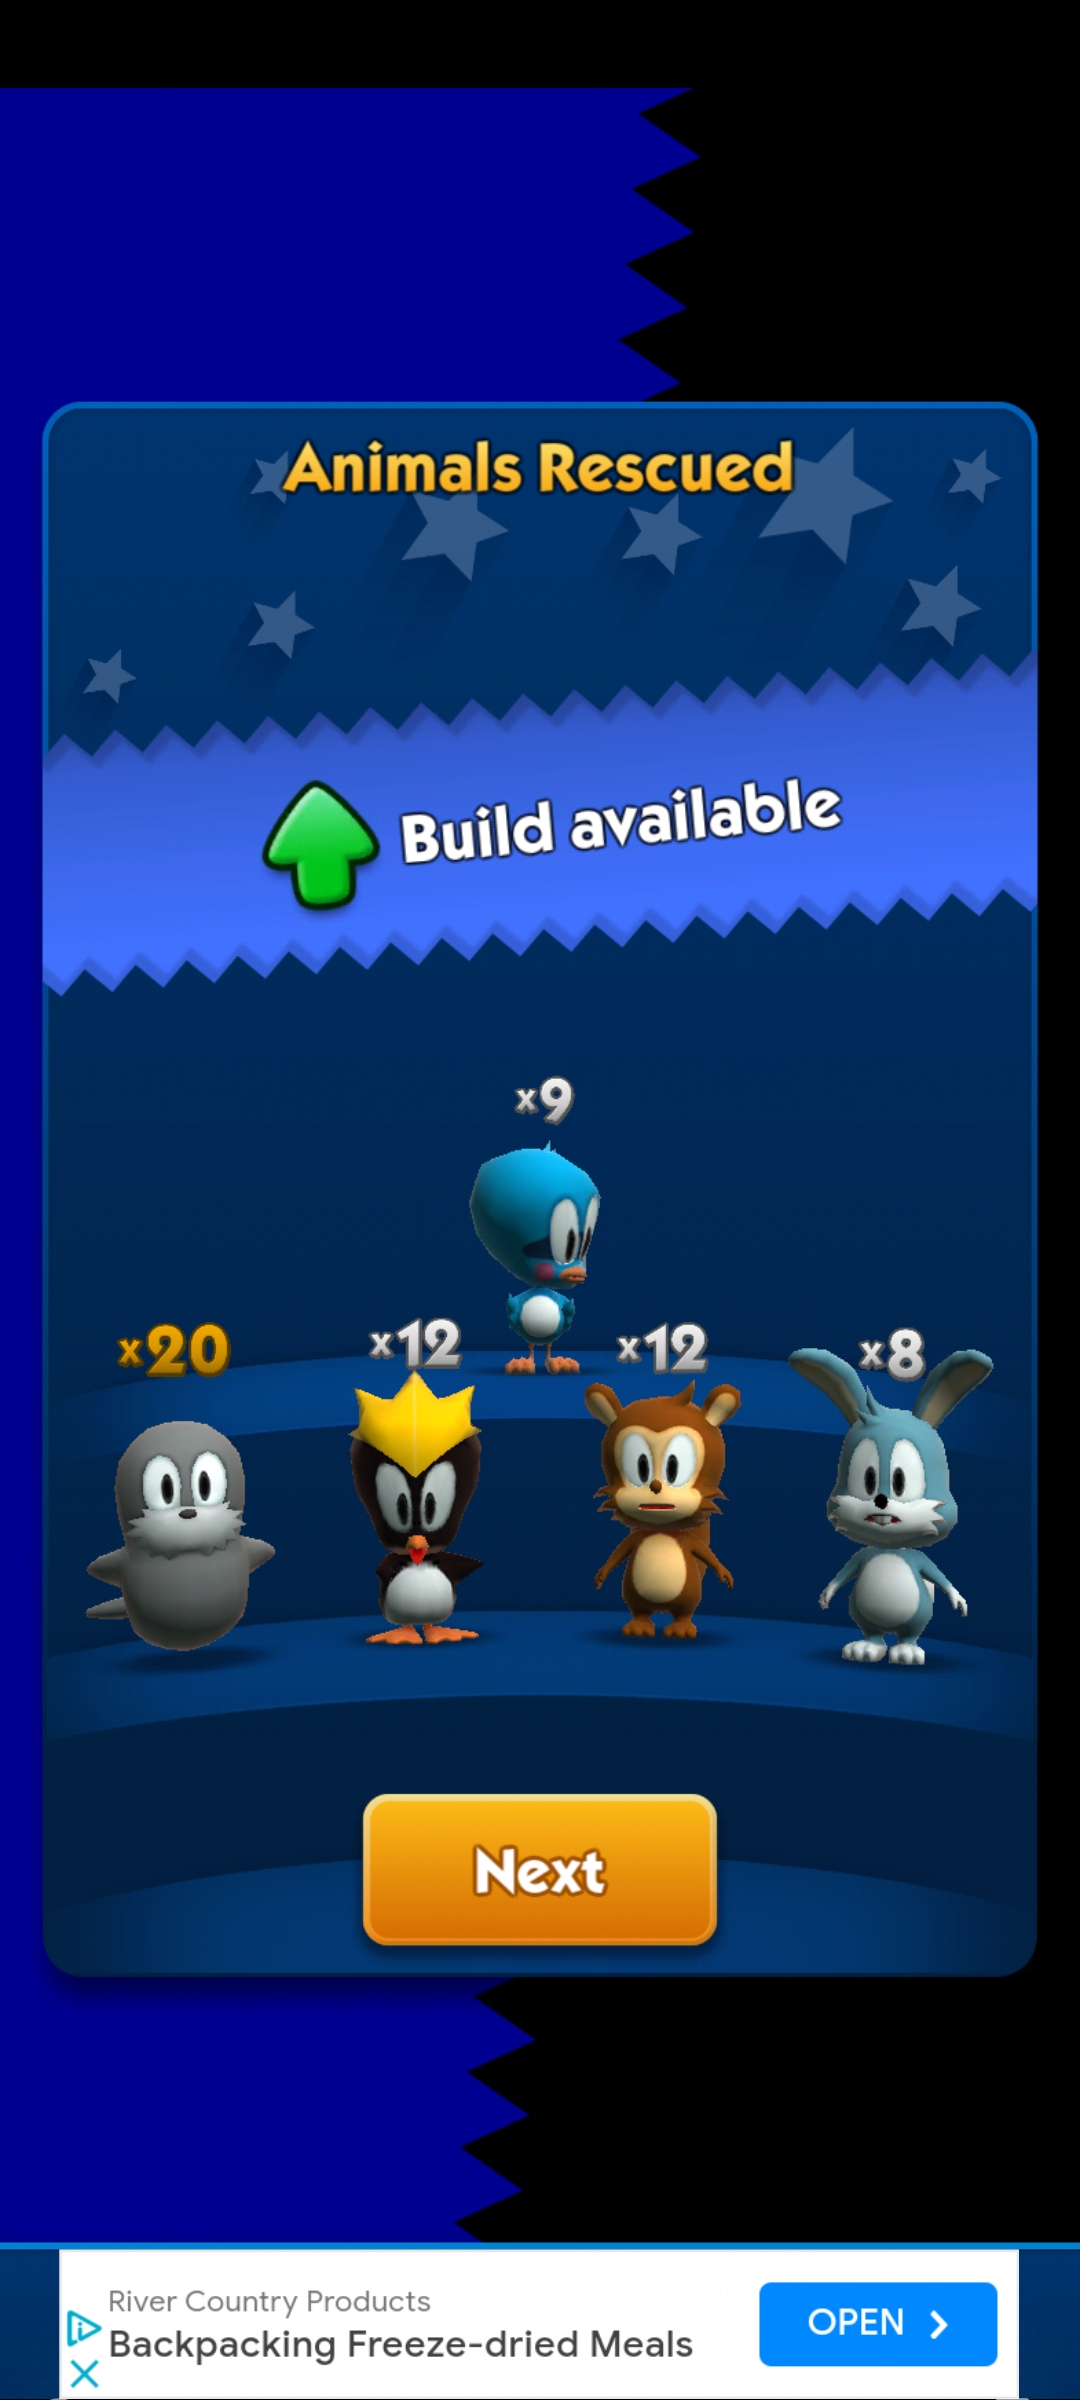 Animals Rescued
Build available
x9
x20
x12
x12
x8
Next
River Country Products
Backpacking Freeze-dried Meals
OPEN